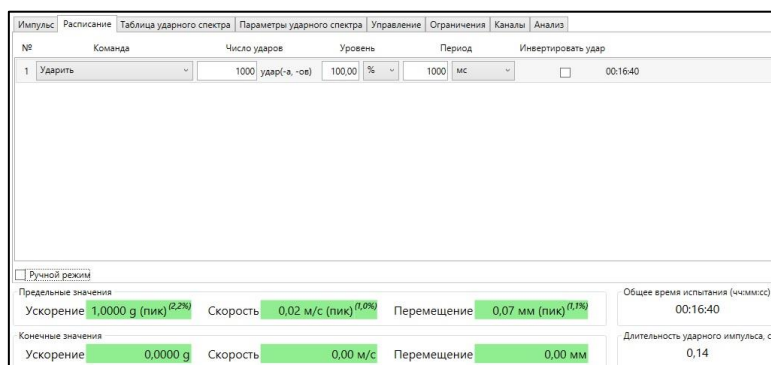 Импульс Расписание Таблица ударного спектра Параметры ударного спектра Управление Ограничения Каналы Анализ
№ Команда Число ударов Уровень Период Инвертировать удар
1 Ударить 1000 удар(-а, -ов) 100,00 % 1000 мс 00:16:40
Ручной режим
Предельные значения Общее время испытания (чч:мм:сс)
Ускорение 1,0000 g (пик) (2,2%) Скорость 0,02 м/с (пик) (1,0%) Перемещение 0,07 мм (пик) (1,1%) 00:16:40
Конечные значения Длительность ударного импульса, с
Ускорение 0,0000 g Скорость 0,00 м/с Перемещение 0,00 мм 0,14